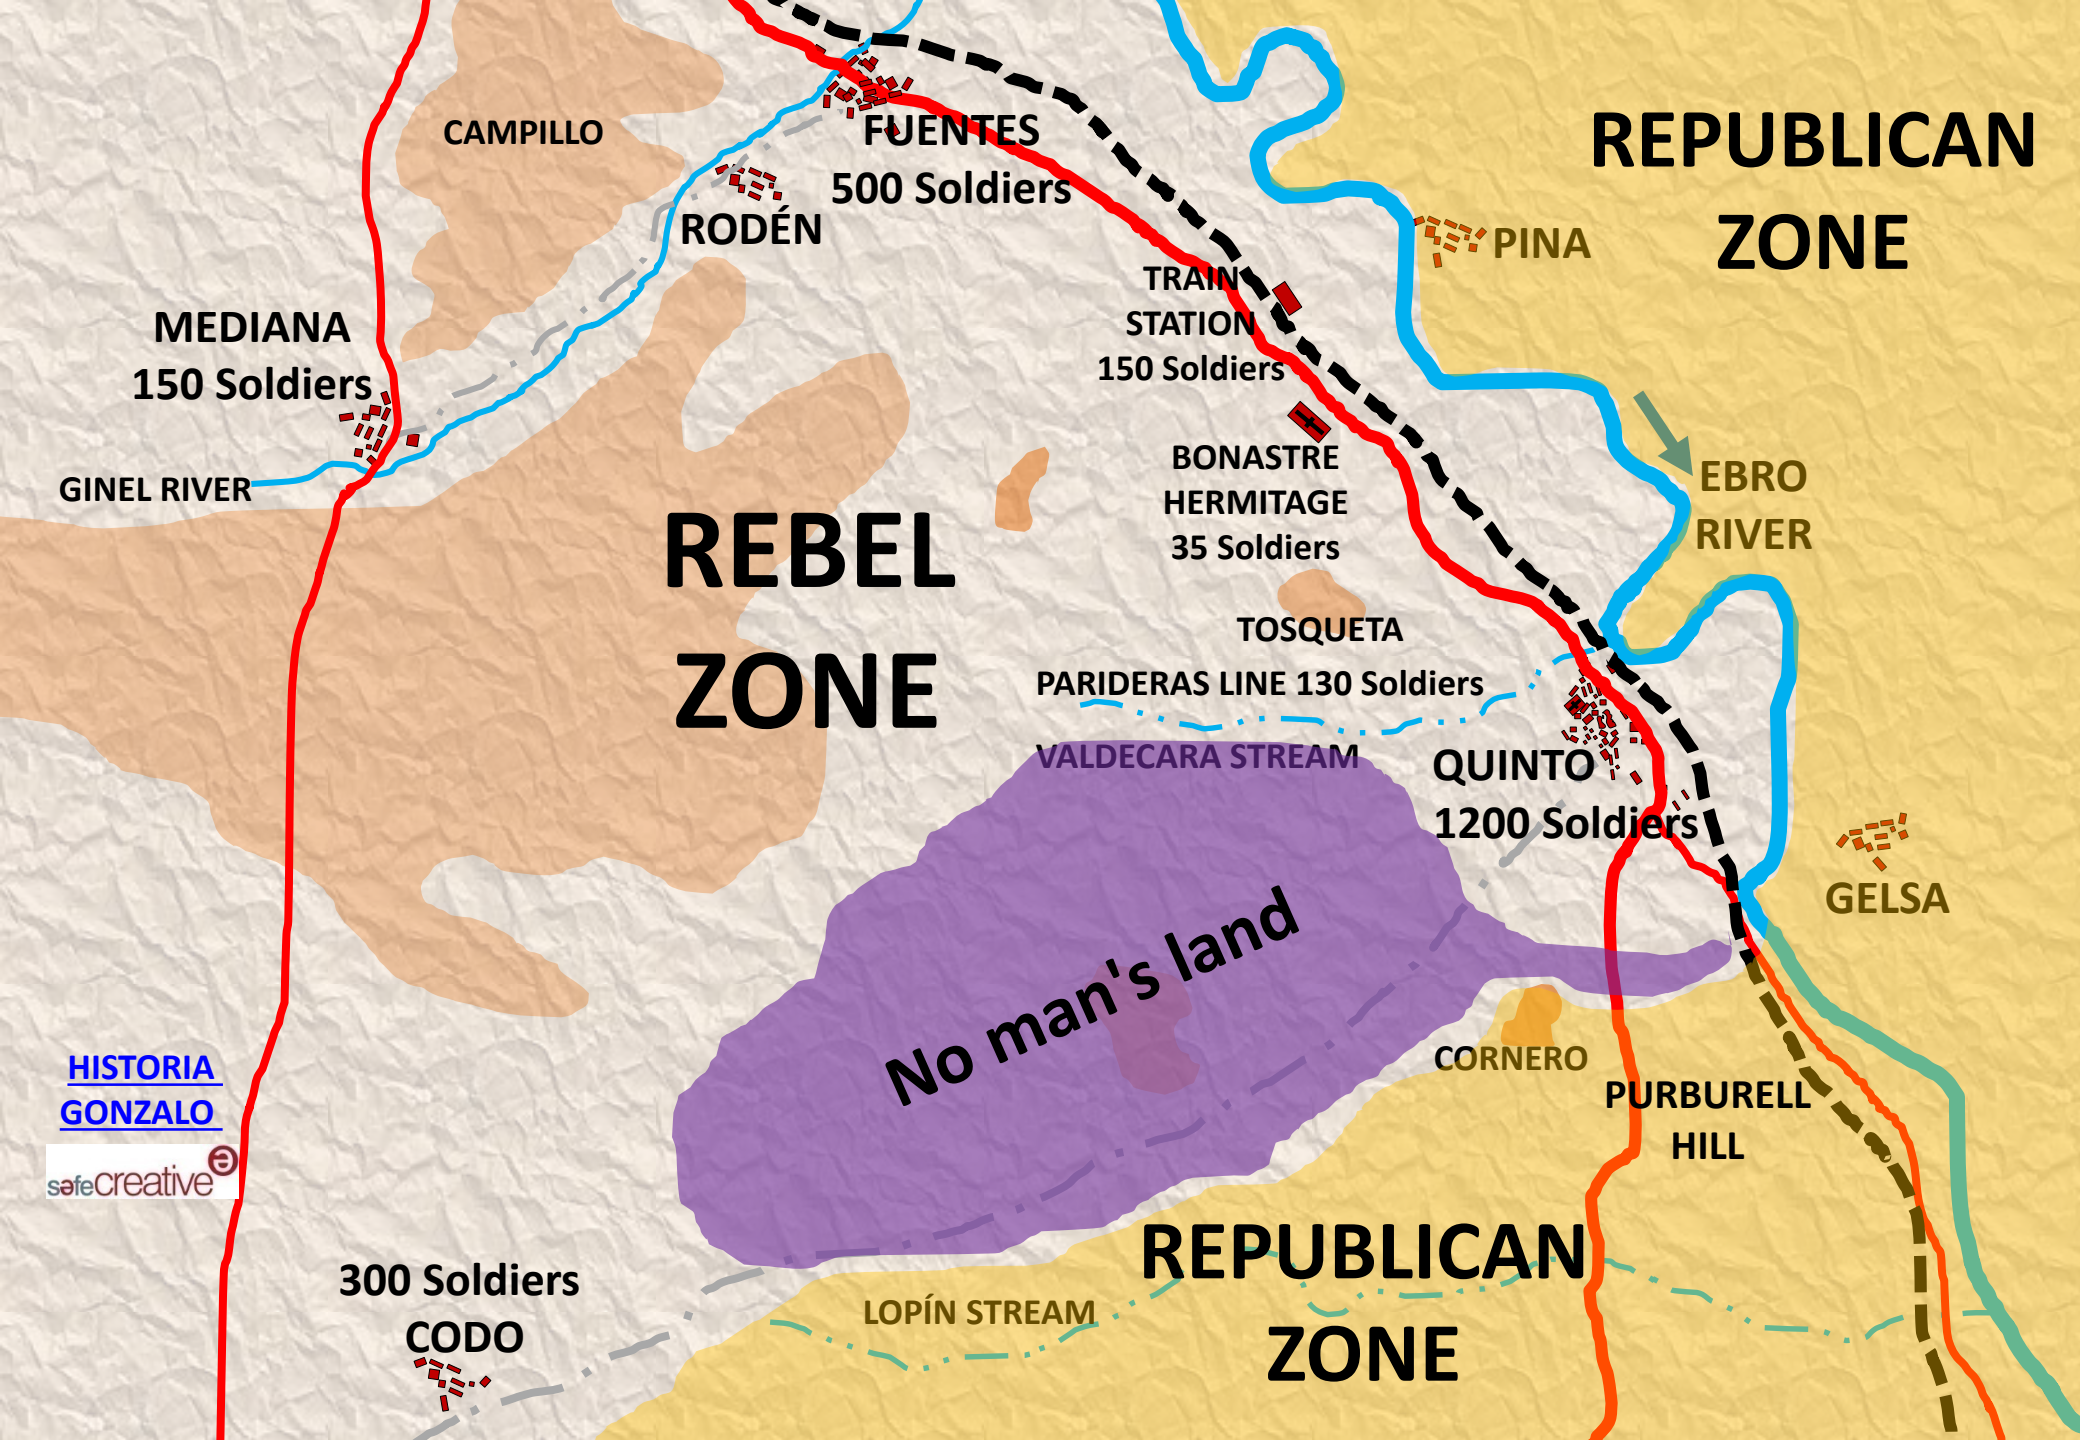 CAMPILLO
FUENTES
500 Soldiers
RODÉN
REPUBLICAN
ZONE
PINA
TRAIN
STATION
150 Soldiers
MEDIANA
150 Soldiers
GINEL RIVER
BONASTRE
HERMITAGE
35 Soldiers
EBRO
RIVER
REBEL
ZONE
TOSQUETA
PARIDERAS LINE 130 Soldiers
VALDECARA STREAM
QUINTO
1200 Soldiers
GELSA
No man's land
CORNERO
PURBURELL
HILL
HISTORIA
GONZALO
safecreative
REPUBLICAN
ZONE
LOPÍN STREAM
300 Soldiers
CODO